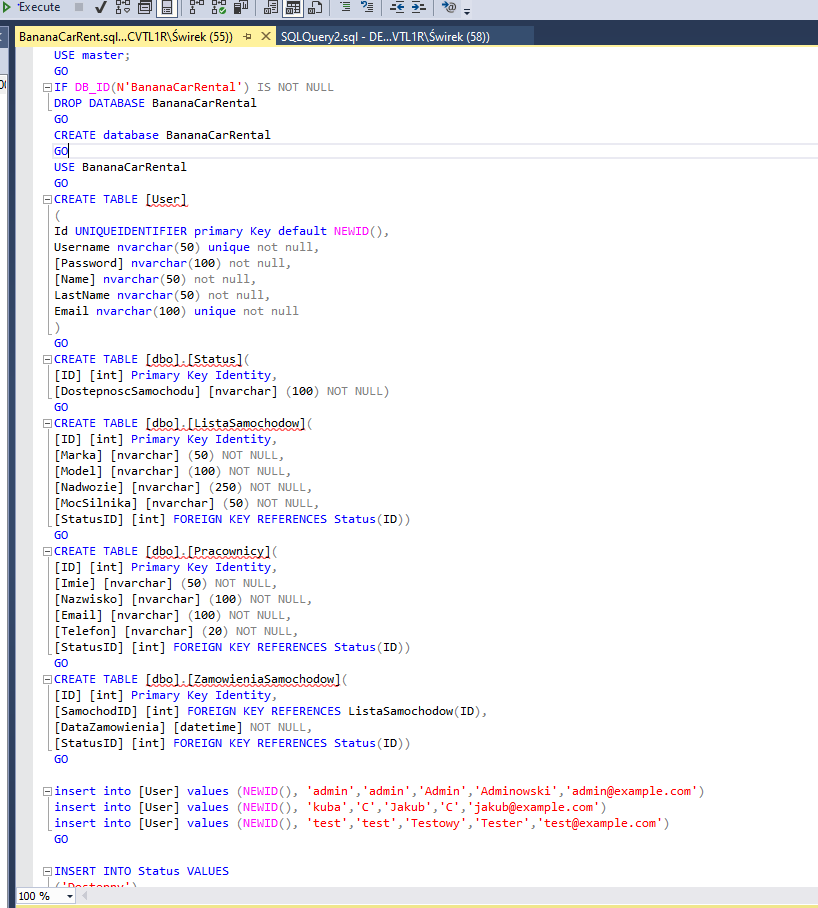 Execute
BananaCarRent.sql...CVTL1R\Świrek (55)) SQLQuery2.sql - DE...VTL1R\Świrek (58))
USE master;
GO
IF DB_ID(N'BananaCarRental') IS NOT NULL
DROP DATABASE BananaCarRental
GO
CREATE database BananaCarRental
GO
USE BananaCarRental
GO
CREATE TABLE [User]
(
Id UNIQUEIDENTIFIER primary Key default NEWID(),
Username nvarchar(50) unique not null,
[Password] nvarchar(100) not null,
[Name] nvarchar(50) not null,
LastName nvarchar(50) not null,
Email nvarchar(100) unique not null
)
GO
CREATE TABLE [dbo].[Status](
[ID] [int] Primary Key Identity,
[DostepnoscSamochodu] [nvarchar] (100) NOT NULL)
GO
CREATE TABLE [dbo].[ListaSamochodow](
[ID] [int] Primary Key Identity,
[Marka] [nvarchar] (50) NOT NULL,
[Model] [nvarchar] (100) NOT NULL,
[Nadwozie] [nvarchar] (250) NOT NULL,
[MocSilnika] [nvarchar] (50) NOT NULL,
[StatusID] [int] FOREIGN KEY REFERENCES Status(ID))
GO
CREATE TABLE [dbo].[Pracownicy](
[ID] [int] Primary Key Identity,
[Imie] [nvarchar] (50) NOT NULL,
[Nazwisko] [nvarchar] (100) NOT NULL,
[Email] [nvarchar] (100) NOT NULL,
[Telefon] [nvarchar] (20) NOT NULL,
[StatusID] [int] FOREIGN KEY REFERENCES Status(ID))
GO
CREATE TABLE [dbo].[ZamowieniaSamochodow](
[ID] [int] Primary Key Identity,
[SamochodID] [int] FOREIGN KEY REFERENCES ListaSamochodow(ID),
[DataZamowienia] [datetime] NOT NULL,
[StatusID] [int] FOREIGN KEY REFERENCES Status(ID))
GO
insert into [User] values (NEWID(), 'admin','admin','Admin','Adminowski','admin@example.com')
insert into [User] values (NEWID(), 'kuba','C','Jakub','C','jakub@example.com')
insert into [User] values (NEWID(), 'test','test','Testowy','Tester','test@example.com')
GO
INSERT INTO Status VALUES
('Dostepny')
100 %